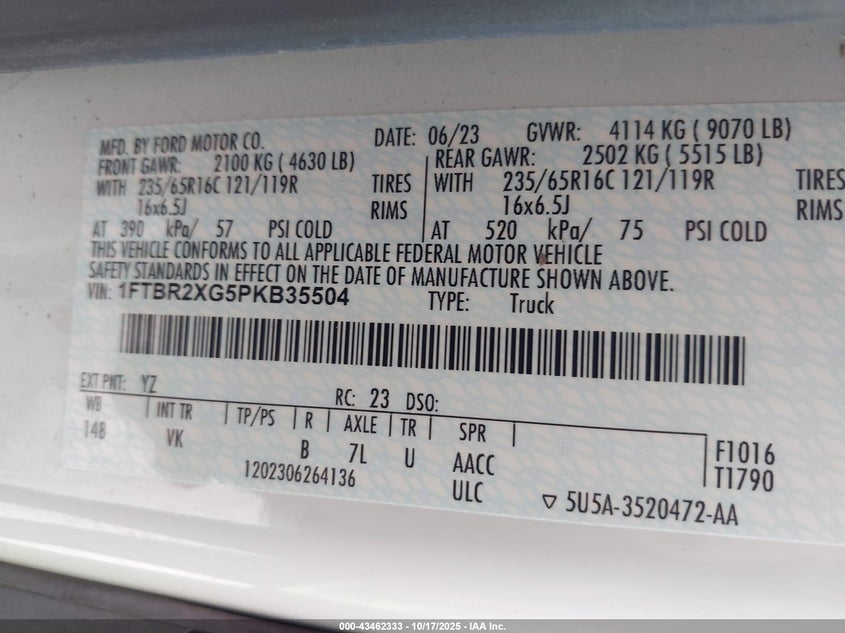 MFD. BY FORD MOTOR CO. DATE: 06/23 GVWR: 4114 KG ( 9070 LB)
FRONT GAWR: 2100 KG ( 4630 LB) REAR GAWR: 2502 KG ( 5515 LB)
WITH 235/65R16C 121/119R TIRES WITH 235/65R16C 121/119R TIRES
16x6.5J RIMS 16x6.5J RIMS
AT 390 kPa/ 57 PSI COLD AT 520 kPa/ 75 PSI COLD
THIS VEHICLE CONFORMS TO ALL APPLICABLE FEDERAL MOTOR VEHICLE
SAFETY STANDARDS IN EFFECT ON THE DATE OF MANUFACTURE SHOWN ABOVE.
VIN: 1FTBR2XG5PKB35504 TYPE: Truck
EXT PNT: YZ RC: 23 DSO:
WB INT TR TP/PS R AXLE TR SPR
148 VK B 7L U AACC F1016
1202306264136 ULC T1790
5U5A-3520472-AA
000-43462333 - 10/17/2025 - IAA Inc.